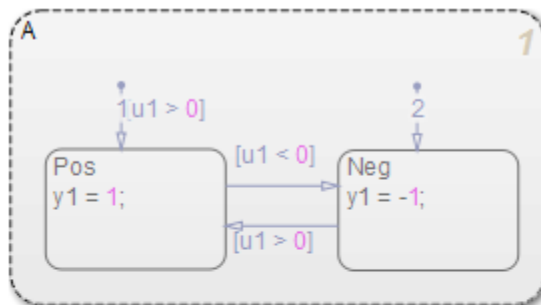 A
1
1[u1 > 0]
2
Pos
y1 = 1;
[u1 < 0]
Neg
y1 = -1;
[u1 > 0]